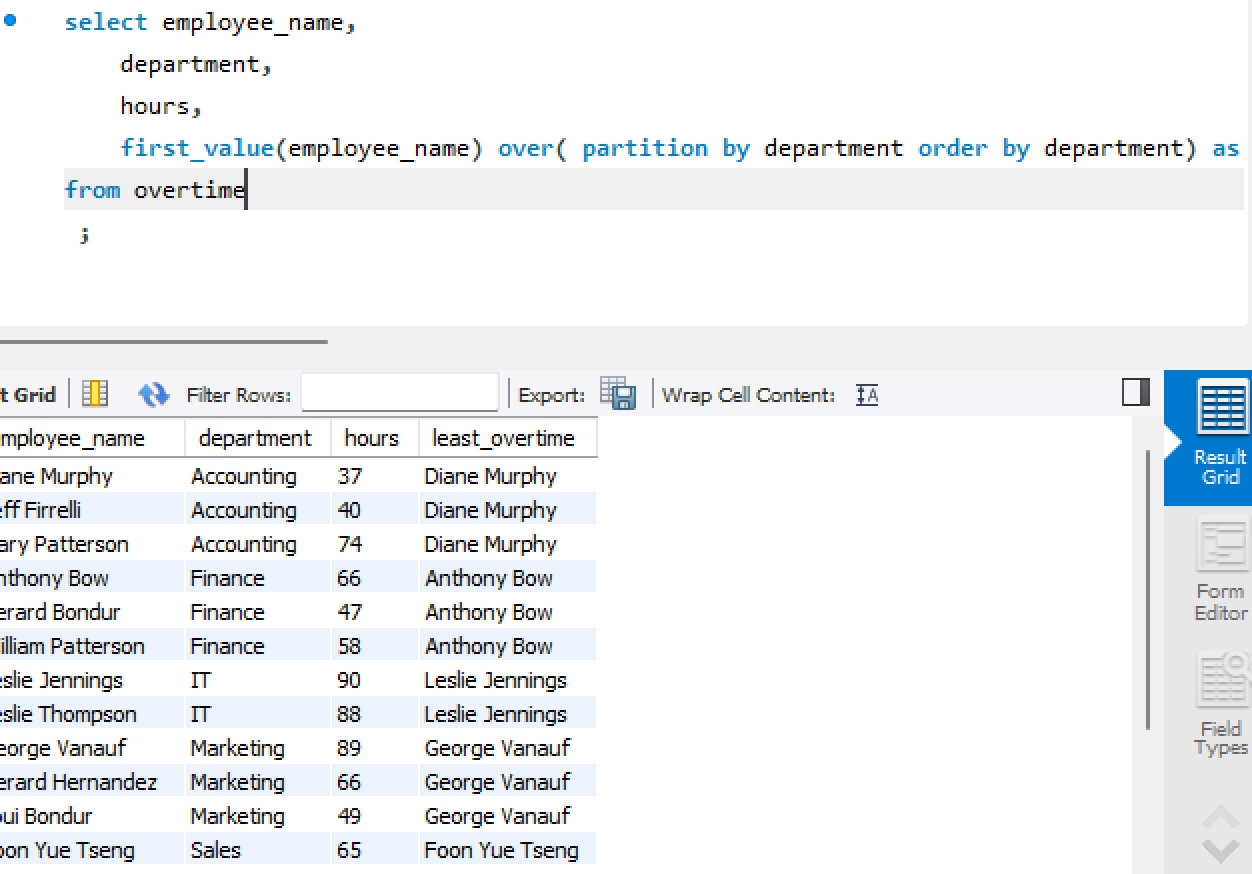 select employee_name,
department,
hours,
first_value(employee_name) over( partition by department order by department) as
from overtime
;
t Grid Filter Rows: Export: Wrap Cell Content:
mployee_name department hours least_overtime
ane Murphy Accounting 37 Diane Murphy
eff Firrelli Accounting 40 Diane Murphy
ary Patterson Accounting 74 Diane Murphy
nthony Bow Finance 66 Anthony Bow
erard Bondur Finance 47 Anthony Bow
illiam Patterson Finance 58 Anthony Bow
eslie Jennings IT 90 Leslie Jennings
eslie Thompson IT 88 Leslie Jennings
eorge Vanauf Marketing 89 George Vanauf
erard Hernandez Marketing 66 George Vanauf
oui Bondur Marketing 49 George Vanauf
oon Yue Tseng Sales 65 Foon Yue Tseng
Result
Grid
Form
Editor
Field
Types